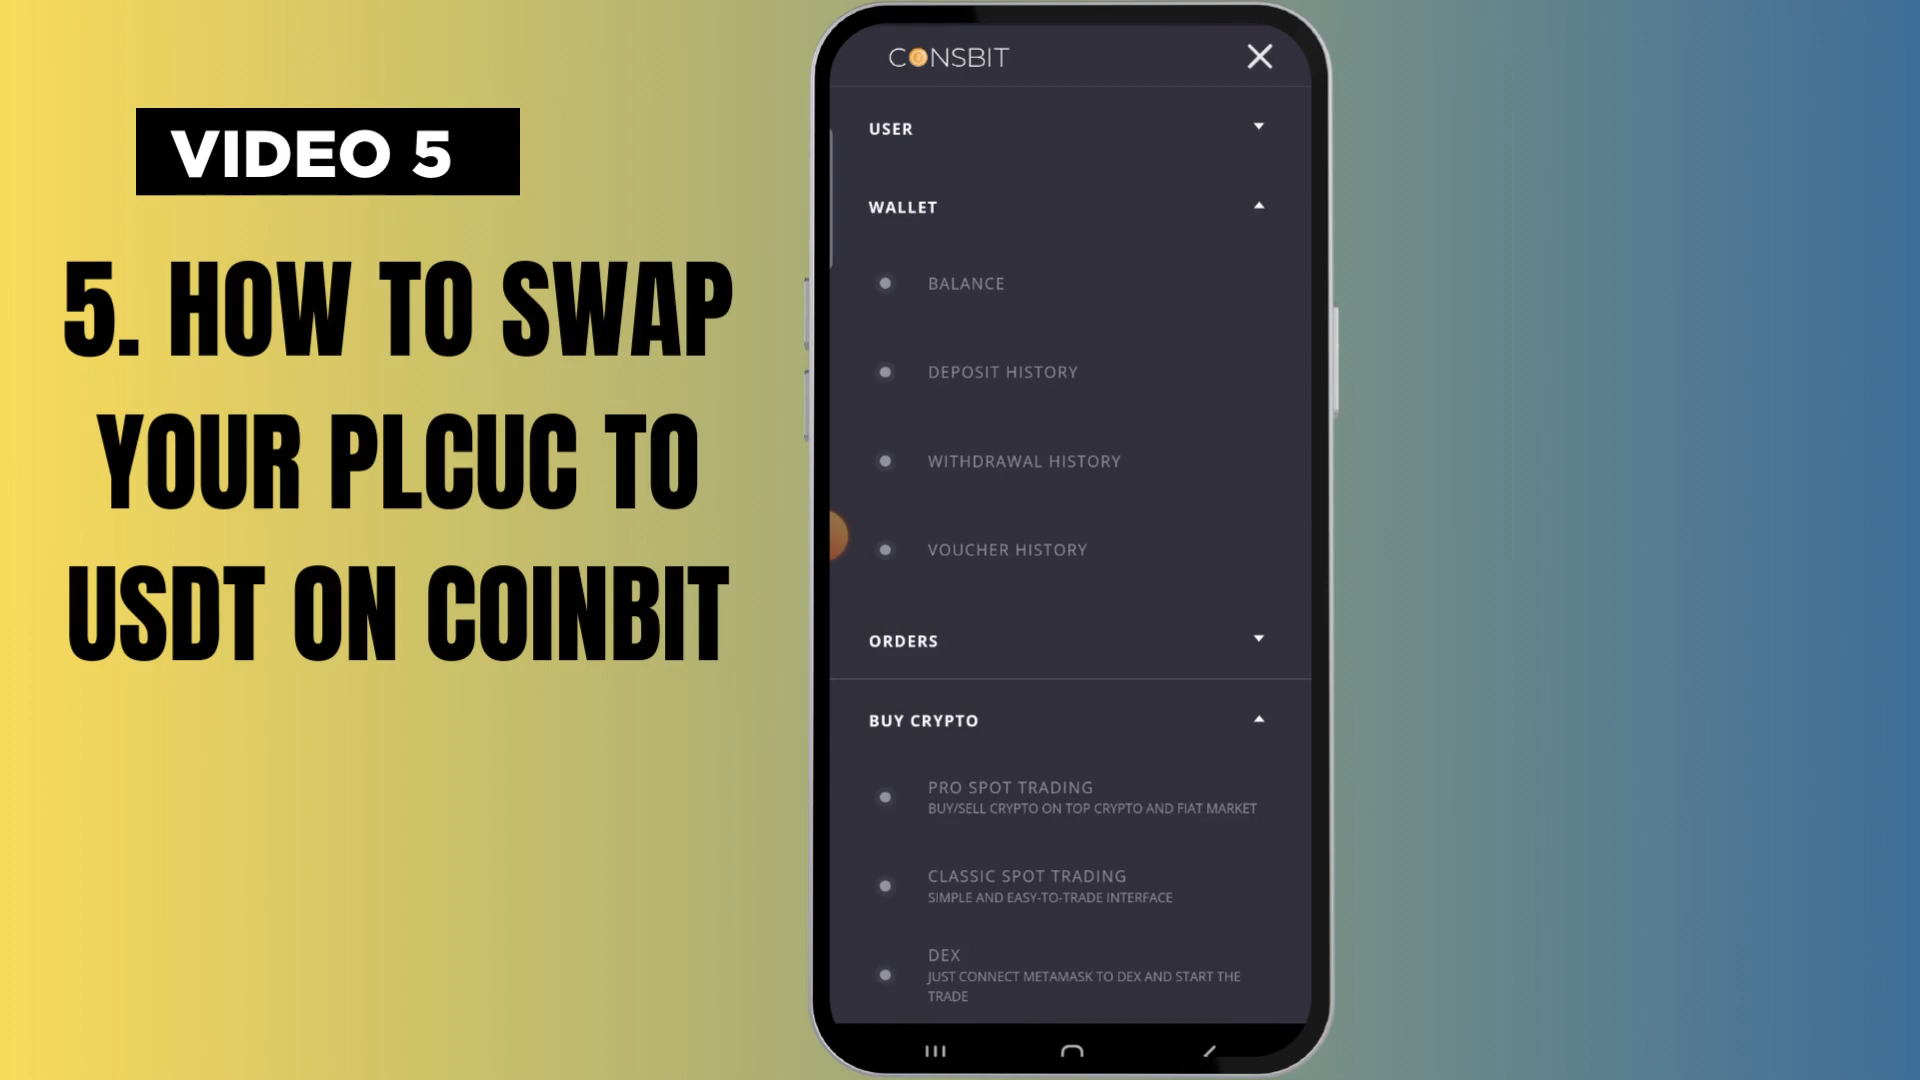 VIDEO 5
5. HOW TO SWAP
YOUR PLCUC TO
USDT ON COINBIT
CONSBIT
USER
WALLET
BALANCE
DEPOSIT HISTORY
WITHDRAWAL HISTORY
VOUCHER HISTORY
ORDERS
BUY CRYPTO
PRO SPOT TRADING
BUY/SELL CRYPTO ON TOP CRYPTO AND FIAT MARKET
CLASSIC SPOT TRADING
SIMPLE AND EASY-TO-TRADE INTERFACE
DEX
JUST CONNECT METAMASK TO DEX AND START THE
TRADE